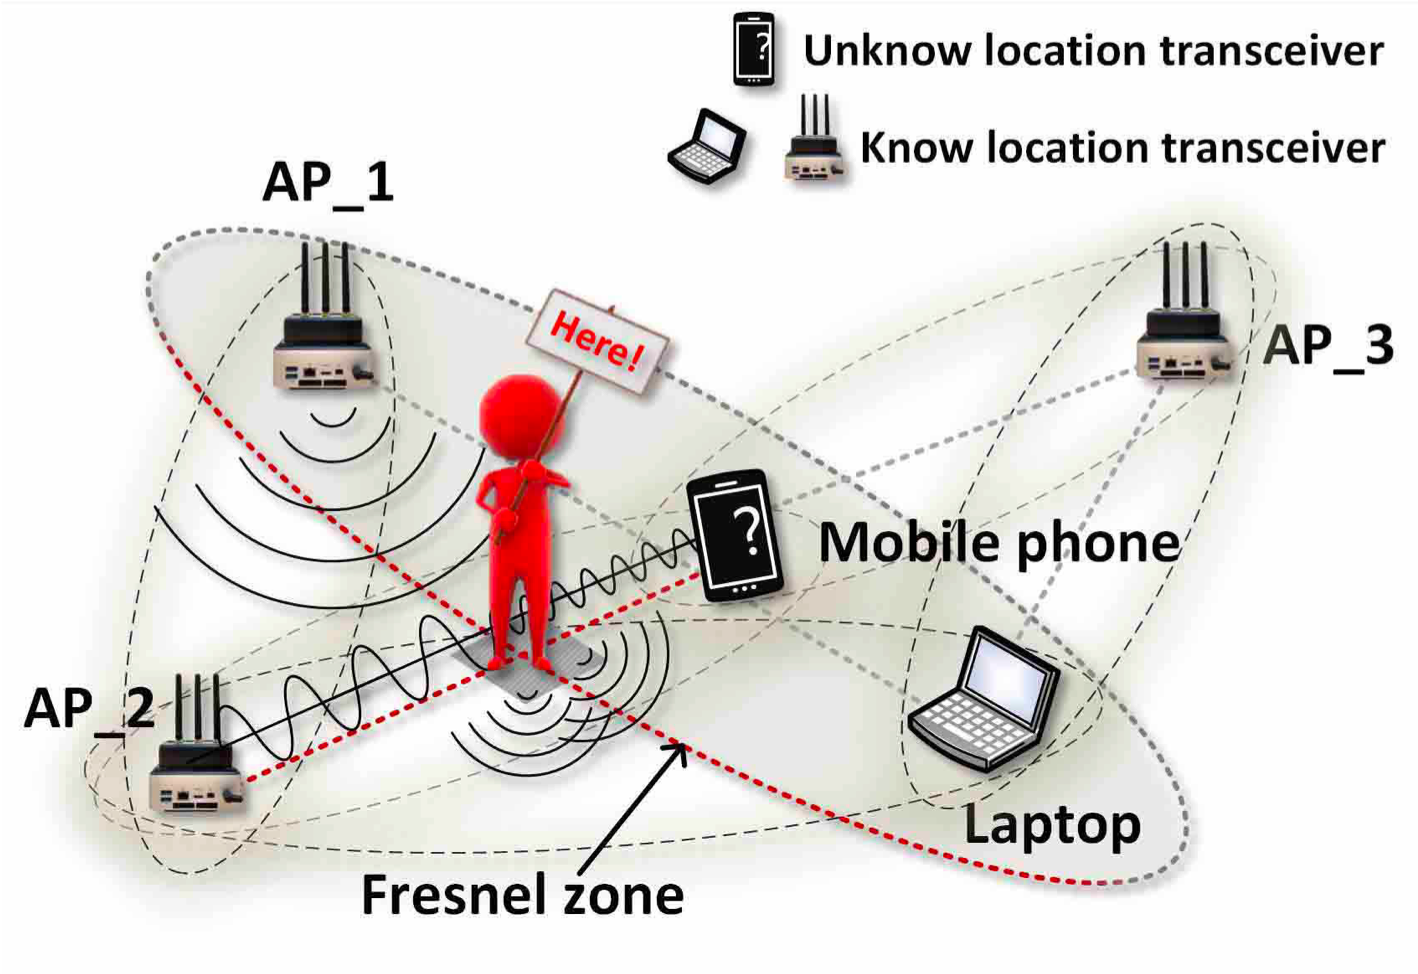 ?
Unknow location transceiver
Know location transceiver
AP_1
Here!
AP_3
?
Mobile phone
AP_2
Laptop
Fresnel zone